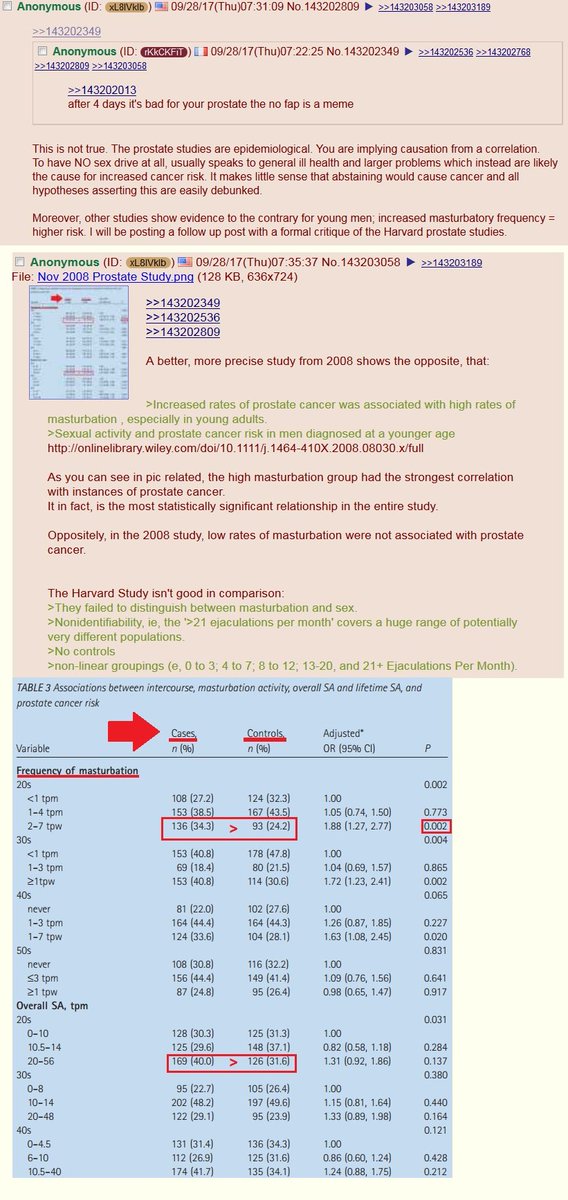 Anonymous (ID: xL8IVkIb) 09/28/17(Thu)07:31:09 No.143202809 ▶ >>143203058 >>143203189
>>143202349
Anonymous (ID: rKkCKFiT) 09/28/17(Thu)07:22:25 No.143202349 ▶ >>143202536 >>143202768
>>143202809 >>143203058
>>143202013
after 4 days it's bad for your prostate the no fap is a meme
This is not true. The prostate studies are epidemiological. You are implying causation from a correlation.
To have NO sex drive at all, usually speaks to general ill health and larger problems which instead are likely
the cause for increased cancer risk. It makes little sense that abstaining would cause cancer and all
hypotheses asserting this are easily debunked.
Moreover, other studies show evidence to the contrary for young men; increased masturbatory frequency =
higher risk. I will be posting a follow up post with a formal critique of the Harvard prostate studies.
Anonymous (ID: xL8IVkIb) 09/28/17(Thu)07:35:37 No.143203058 ▶ >>143203189
File: Nov 2008 Prostate Study.png (128 KB, 636x724)
>>143202349
>>143202536
>>143202809
A better, more precise study from 2008 shows the opposite, that:
>Increased rates of prostate cancer was associated with high rates of
masturbation , especially in young adults.
>Sexual activity and prostate cancer risk in men diagnosed at a younger age
http://onlinelibrary.wiley.com/doi/10.1111/j.1464-410X.2008.08030.x/full
As you can see in pic related, the high masturbation group had the strongest correlation
with instances of prostate cancer.
It in fact, is the most statistically significant relationship in the entire study.
Oppositely, in the 2008 study, low rates of masturbation were not associated with prostate
cancer.
The Harvard Study isn't good in comparison:
>They failed to distinguish between masturbation and sex.
>Nonidentifiability, ie, the '>21 ejaculations per month' covers a huge range of potentially
very different populations.
>No controls
>non-linear groupings (e, 0 to 3; 4 to 7; 8 to 12; 13-20, and 21+ Ejaculations Per Month).
TABLE 3 Associations between intercourse, masturbation activity, overall SA and lifetime SA, and
prostate cancer risk
Cases, Controls, Adjusted*
Variable n (%) n (%) OR (95% CI) P
Frequency of masturbation
20s 0.002
<1 tpm 108 (27.2) 124 (32.3) 1.00
1–4 tpm 153 (38.5) 167 (43.5) 1.05 (0.74, 1.50) 0.773
2–7 tpw 136 (34.3) > 93 (24.2) 1.88 (1.27, 2.77) 0.002
30s 0.004
<1 tpm 153 (40.8) 178 (47.8) 1.00
1–3 tpm 69 (18.4) 80 (21.5) 1.04 (0.69, 1.57) 0.865
≥1tpw 153 (40.8) 114 (30.6) 1.72 (1.23, 2.41) 0.002
40s 0.065
never 81 (22.0) 102 (27.6) 1.00
1–3 tpm 164 (44.4) 164 (44.3) 1.26 (0.87, 1.85) 0.227
1–7 tpw 124 (33.6) 104 (28.1) 1.63 (1.08, 2.45) 0.020
50s 0.831
never 108 (30.8) 116 (32.2) 1.00
≤3 tpm 156 (44.4) 149 (41.4) 1.09 (0.76, 1.56) 0.641
≥1 tpw 87 (24.8) 95 (26.4) 0.98 (0.65, 1.47) 0.917
Overall SA, tpm
20s 0.031
0–10 128 (30.3) 125 (31.3) 1.00
10.5–14 125 (29.6) 148 (37.1) 0.82 (0.58, 1.18) 0.284
20–56 169 (40.0) > 126 (31.6) 1.31 (0.92, 1.86) 0.137
30s 0.380
0–8 95 (22.7) 105 (26.4) 1.00
10–14 202 (48.2) 197 (49.6) 1.15 (0.81, 1.64) 0.440
20–48 122 (29.1) 95 (23.9) 1.33 (0.89, 1.98) 0.164
40s 0.121
0–4.5 131 (31.4) 136 (34.3) 1.00
6–10 112 (26.9) 125 (31.6) 0.86 (0.60, 1.24) 0.428
10.5–40 174 (41.7) 135 (34.1) 1.24 (0.88, 1.75) 0.212